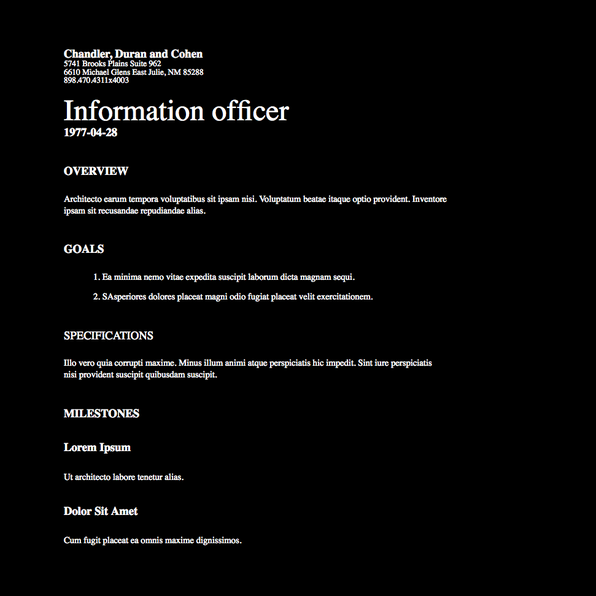 Chandler, Duran and Cohen
5741 Brooks Plains Suite 962
6610 Michael Glens East Julie, NM 85288
898.470.4311x4003
Information officer
1977-04-28
OVERVIEW
Architecto earum tempora voluptatibus sit ipsam nisi. Voluptatum beatae itaque optio provident. Inventore
ipsam sit recusandae repudiandae alias.
GOALS
1. Ea minima nemo vitae expedita suscipit laborum dicta magnam sequi.
2. SAsperiores dolores placeat magni odio fugiat placeat velit exercitationem.
SPECIFICATIONS
Illo vero quia corrupti maxime. Minus illum animi atque perspiciatis hic impedit. Sint iure perspiciatis
nisi provident suscipit quibusdam suscipit.
MILESTONES
Lorem Ipsum
Ut architecto labore tenetur alias.
Dolor Sit Amet
Cum fugit placeat ea omnis maxime dignissimos.